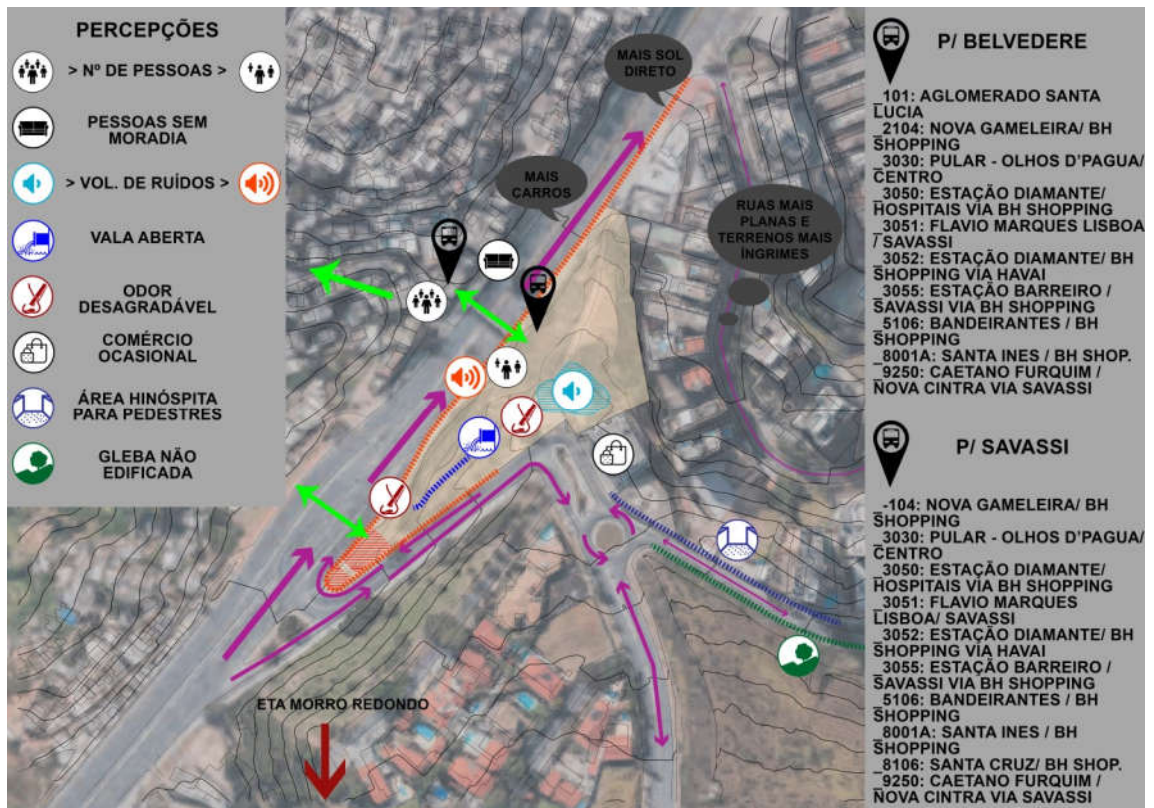 PERCEPÇÕES
> Nº DE PESSOAS >
PESSOAS SEM
MORADIA
> VOL. DE RUÍDOS >
VALA ABERTA
ODOR
DESAGRADÁVEL
COMÉRCIO
OCASIONAL
ÁREA HINÓSPITA
PARA PEDESTRES
GLEBA NÃO
EDIFICADA
MAIS SOL
DIRETO
MAIS
CARROS
RUAS MAIS
PLANAS E
TERRENOS MAIS
ÍNGRIMES
ETA MORRO REDONDO
P/ BELVEDERE
_101: AGLOMERADO SANTA
LUCIA
_2104: NOVA GAMELEIRA/ BH
SHOPPING
_3030: PULAR - OLHOS D'PAGUA/
CENTRO
_3050: ESTAÇÃO DIAMANTE/
HOSPITAIS VIA BH SHOPPING
_3051: FLAVIO MARQUES LISBOA
/ SAVASSI
_3052: ESTAÇÃO DIAMANTE/ BH
SHOPPING VIA HAVAI
_3055: ESTAÇÃO BARREIRO /
SAVASSI VIA BH SHOPPING
_5106: BANDEIRANTES / BH
SHOPPING
_8001A: SANTA INES / BH SHOP.
_9250: CAETANO FURQUIM /
NOVA CINTRA VIA SAVASSI
P/ SAVASSI
_-104: NOVA GAMELEIRA/ BH
SHOPPING
_3030: PULAR - OLHOS D'PAGUA/
CENTRO
_3050: ESTAÇÃO DIAMANTE/
HOSPITAIS VIA BH SHOPPING
_3051: FLAVIO MARQUES
LISBOA/ SAVASSI
_3052: ESTAÇÃO DIAMANTE/ BH
SHOPPING VIA HAVAI
_3055: ESTAÇÃO BARREIRO /
SAVASSI VIA BH SHOPPING
_5106: BANDEIRANTES / BH
SHOPPING
_8001A: SANTA INES / BH
SHOPPING
_8106: SANTA CRUZ/ BH SHOP.
_9250: CAETANO FURQUIM /
NOVA CINTRA VIA SAVASSI